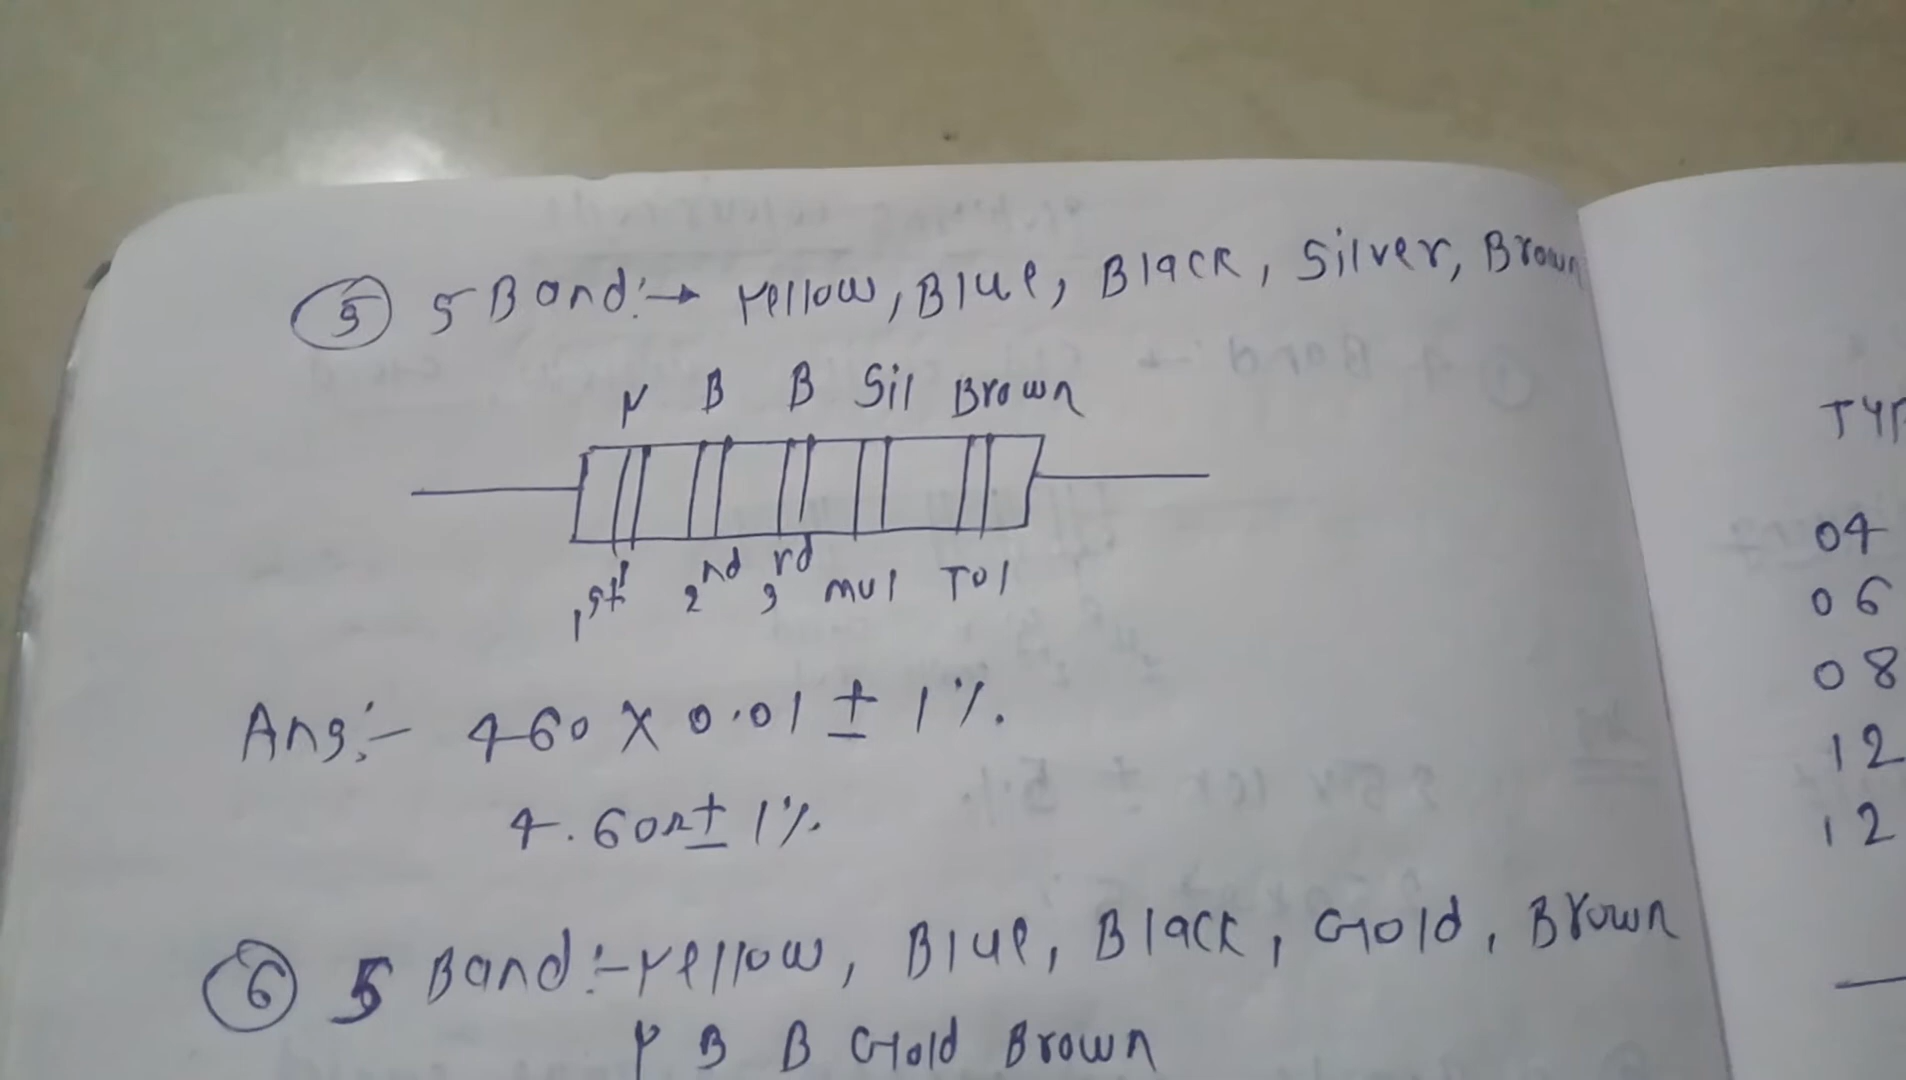 5 5 Band:→ Yellow, Blue, Black, Silver, Brown
Y B B Sil Brown
1st 2nd 3rd mul Tol
Ans:- 460 X 0.01 ± 1%.
4.60Ω± 1%.
6 5 Band:- Yellow, Blue, Black, Gold, Brown
Y B B Gold Brown
TYP
04
06
08
12
12